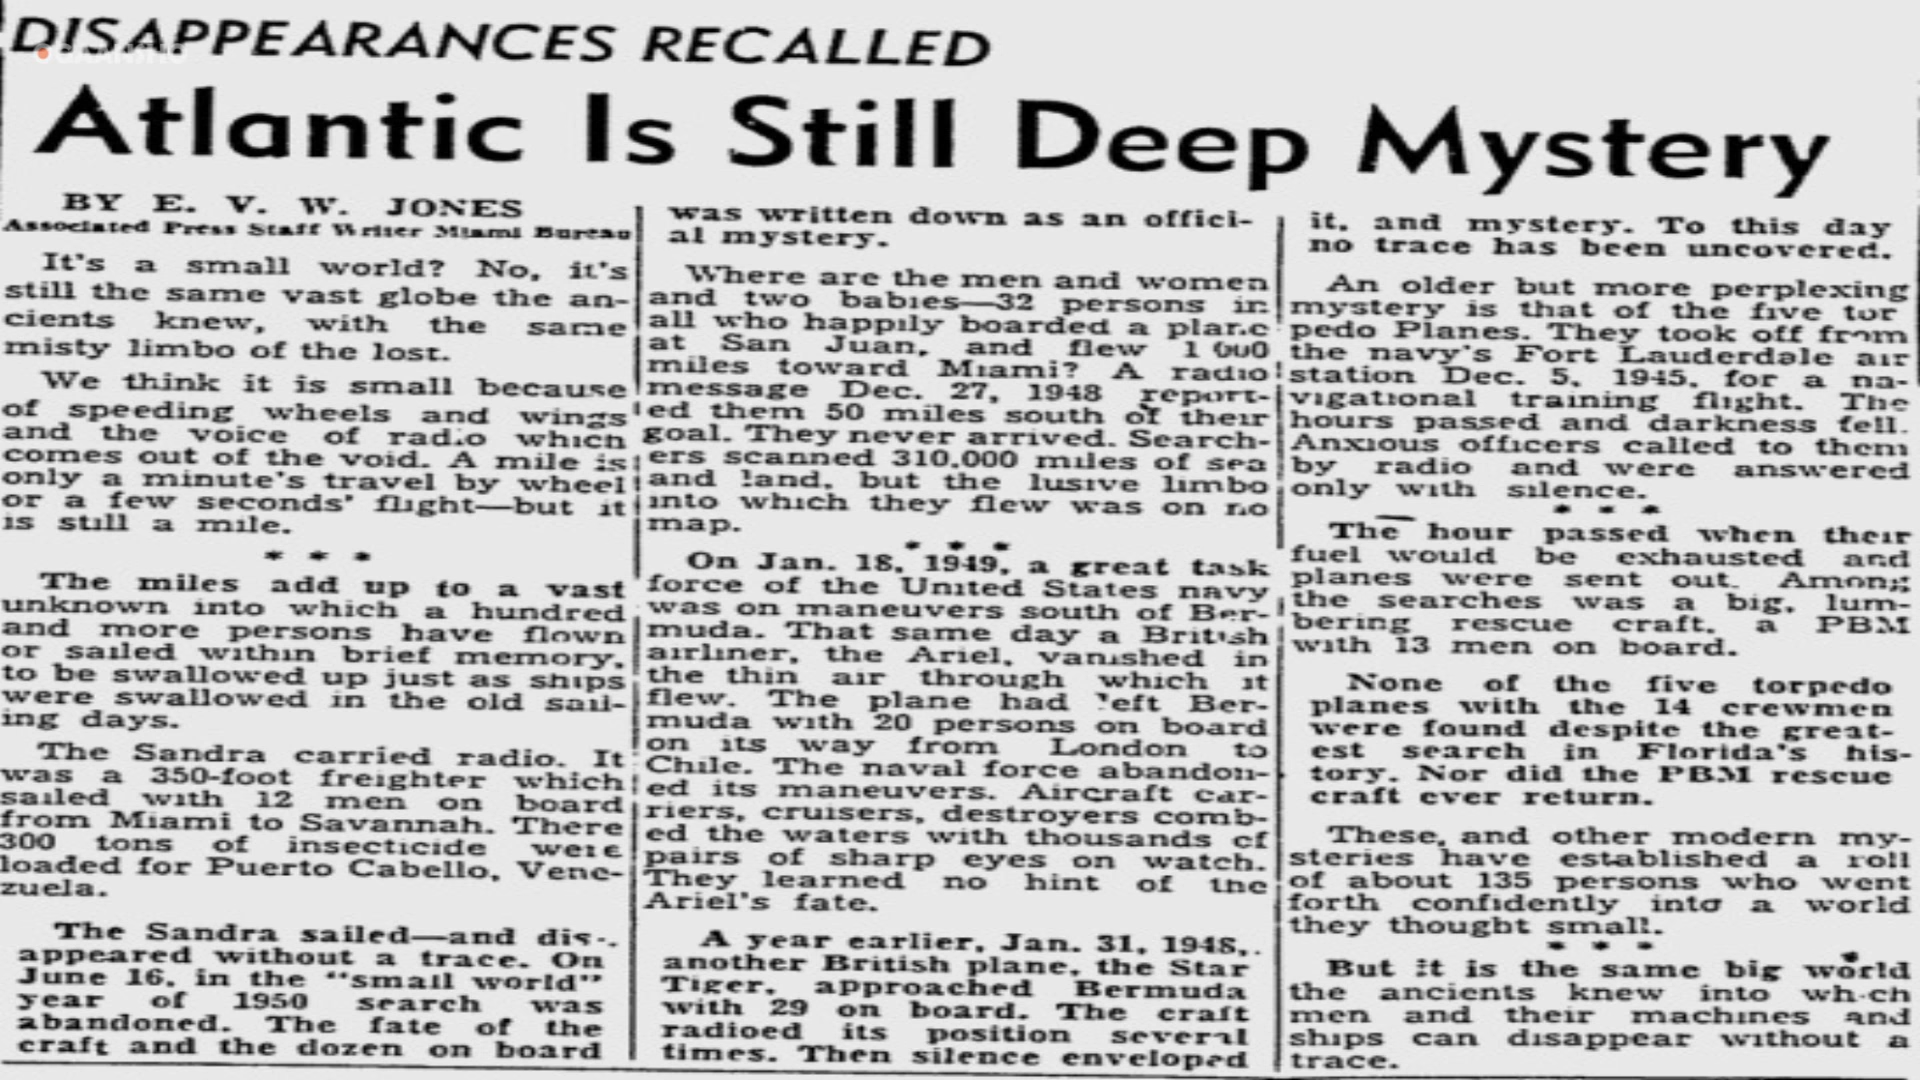 DISAPPEARANCES RECALLED
Atlantic Is Still Deep Mystery
BY E. V. W. JONES
Associated Press Staff Writer Miami Bureau
It's a small world? No, it's
still the same vast globe the an-
cients knew, with the same
misty limbo of the lost.
We think it is small because
of speeding wheels and wings
and the voice of radio which
comes out of the void. A mile is
only a minute's travel by wheel
or a few seconds' flight—but it
is still a mile.
* * *
The miles add up to a vast
unknown into which a hundred
and more persons have flown
or sailed within brief memory,
to be swallowed up just as ships
were swallowed in the old sail-
ing days.
The Sandra carried radio. It
was a 350-foot freighter which
sailed with 12 men on board
from Miami to Savannah. There
300 tons of insecticide were
loaded for Puerto Cabello, Vene-
zuela.
The Sandra sailed—and dis-
appeared without a trace. On
June 16, in the "small world"
year of 1950 search was
abandoned. The fate of the
craft and the dozen on board
was written down as an offici-
al mystery.
Where are the men and women
and two babies—32 persons in
all who happily boarded a plane
at San Juan, and flew 1 000
miles toward Miami? A radio
message Dec. 27, 1948 report-
ed them 50 miles south of their
goal. They never arrived. Search-
ers scanned 310,000 miles of sea
and land, but the lusive limbo
into which they flew was on no
map.
* * *
On Jan. 18, 1949, a great task
force of the United States navy
was on maneuvers south of Ber-
muda. That same day a British
airliner, the Ariel, vanished in
the thin air through which it
flew. The plane had left Ber-
muda with 20 persons on board
on its way from London to
Chile. The naval force abandon-
ed its maneuvers. Aircraft car-
riers, cruisers, destroyers comb-
ed the waters with thousands of
pairs of sharp eyes on watch.
They learned no hint of the
Ariel's fate.
A year earlier, Jan. 31, 1948,
another British plane, the Star
Tiger, approached Bermuda
with 29 on board. The craft
radioed its position several
times. Then silence enveloped
it, and mystery. To this day
no trace has been uncovered.
An older but more perplexing
mystery is that of the five tor
pedo Planes. They took off from
the navy's Fort Lauderdale air
station Dec. 5, 1945, for a na-
vigational training flight. The
hours passed and darkness fell.
Anxious officers called to them
by radio and were answered
only with silence.
* * *
The hour passed when their
fuel would be exhausted and
planes were sent out. Among
the searches was a big, lum-
bering rescue craft, a PBM
with 13 men on board.
None of the five torpedo
planes with the 14 crewmen
were found despite the great-
est search in Florida's his-
tory. Nor did the PBM rescue
craft ever return.
These, and other modern my-
steries have established a roll
of about 135 persons who went
forth confidently into a world
they thought small.
* * *
But it is the same big world
the ancients knew into which
men and their machines and
ships can disappear without a
trace.